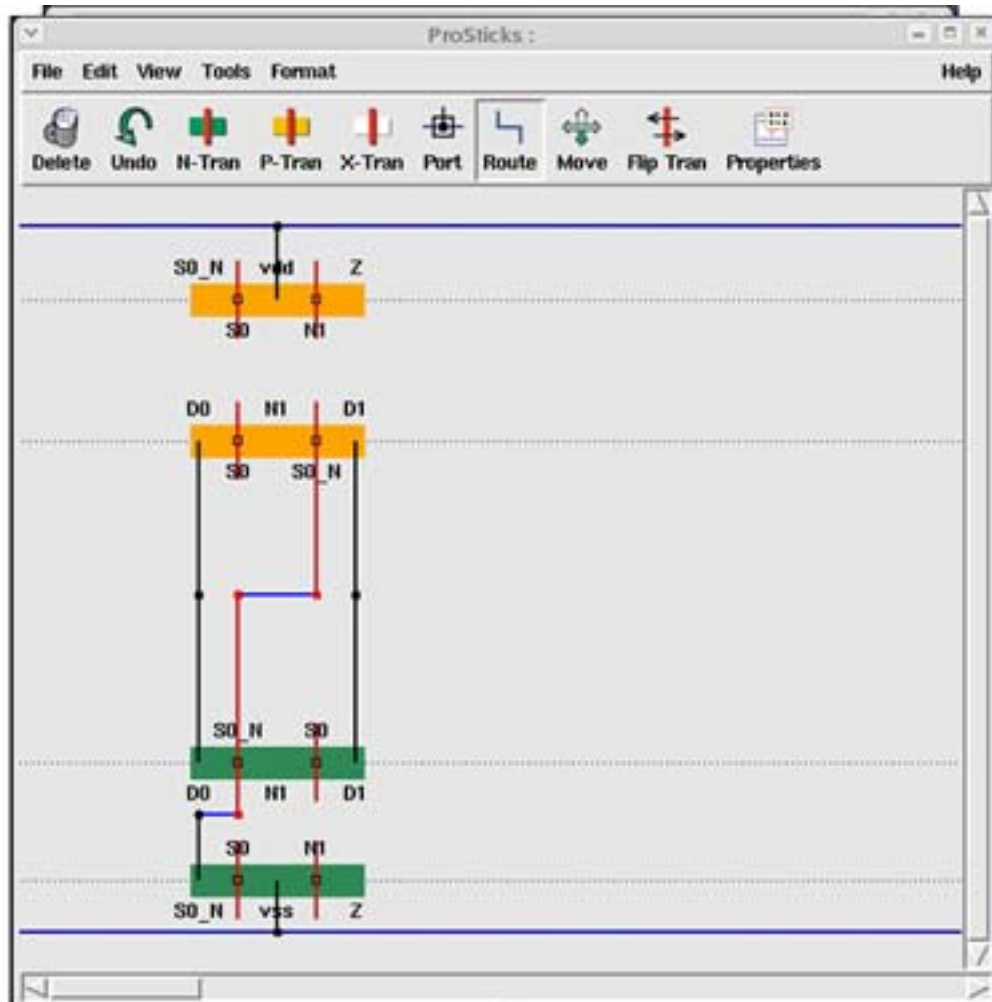 ProSticks :
File Edit View Tools Format Help
Delete Undo N-Tran P-Tran X-Tran Port Route Move Flip Tran Properties
S0_N vdd Z
S0 N1
D0 N1 D1
S0 S0_N
S0_N S0
D0 N1 D1
S0 N1
S0_N vss Z